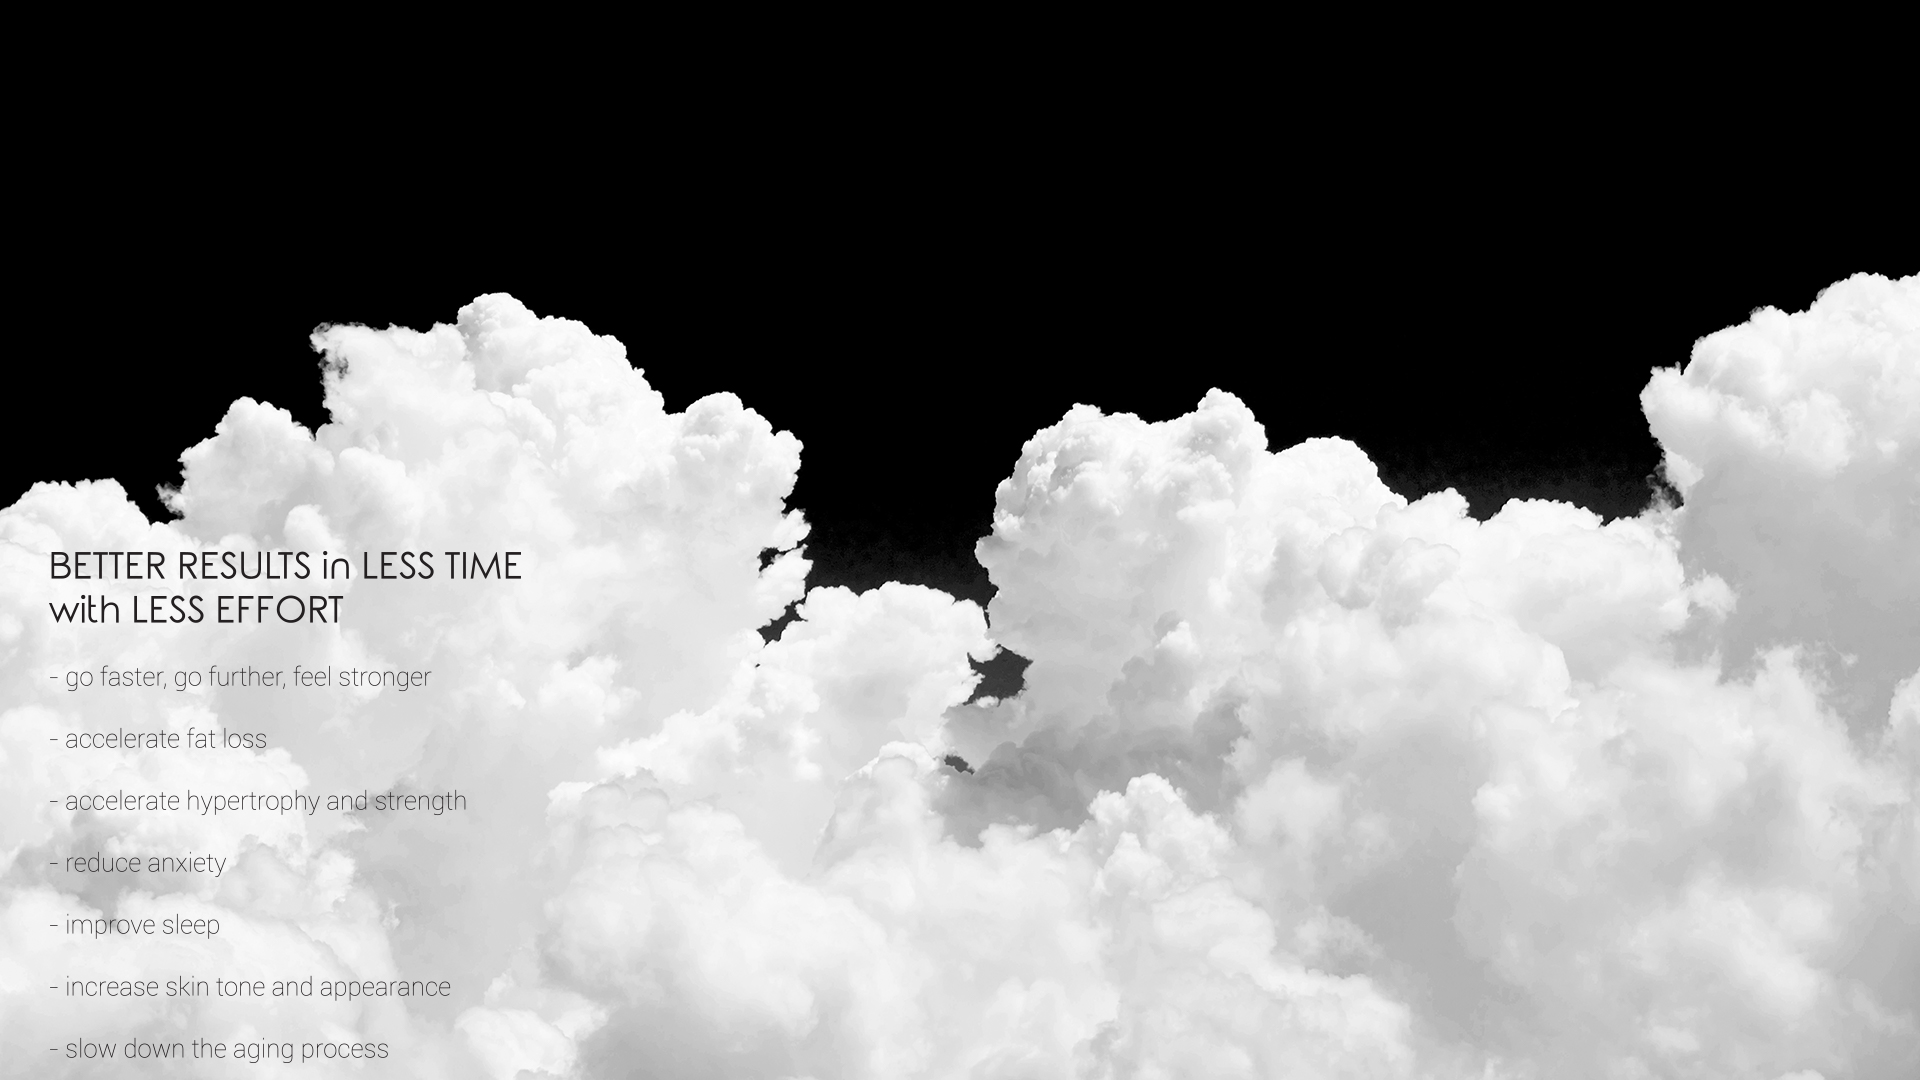 BETTER RESULTS in LESS TIME
with LESS EFFORT
- go faster, go further, feel stronger
- accelerate fat loss
- accelerate hypertrophy and strength
- reduce anxiety
- improve sleep
- increase skin tone and appearance
- slow down the aging process